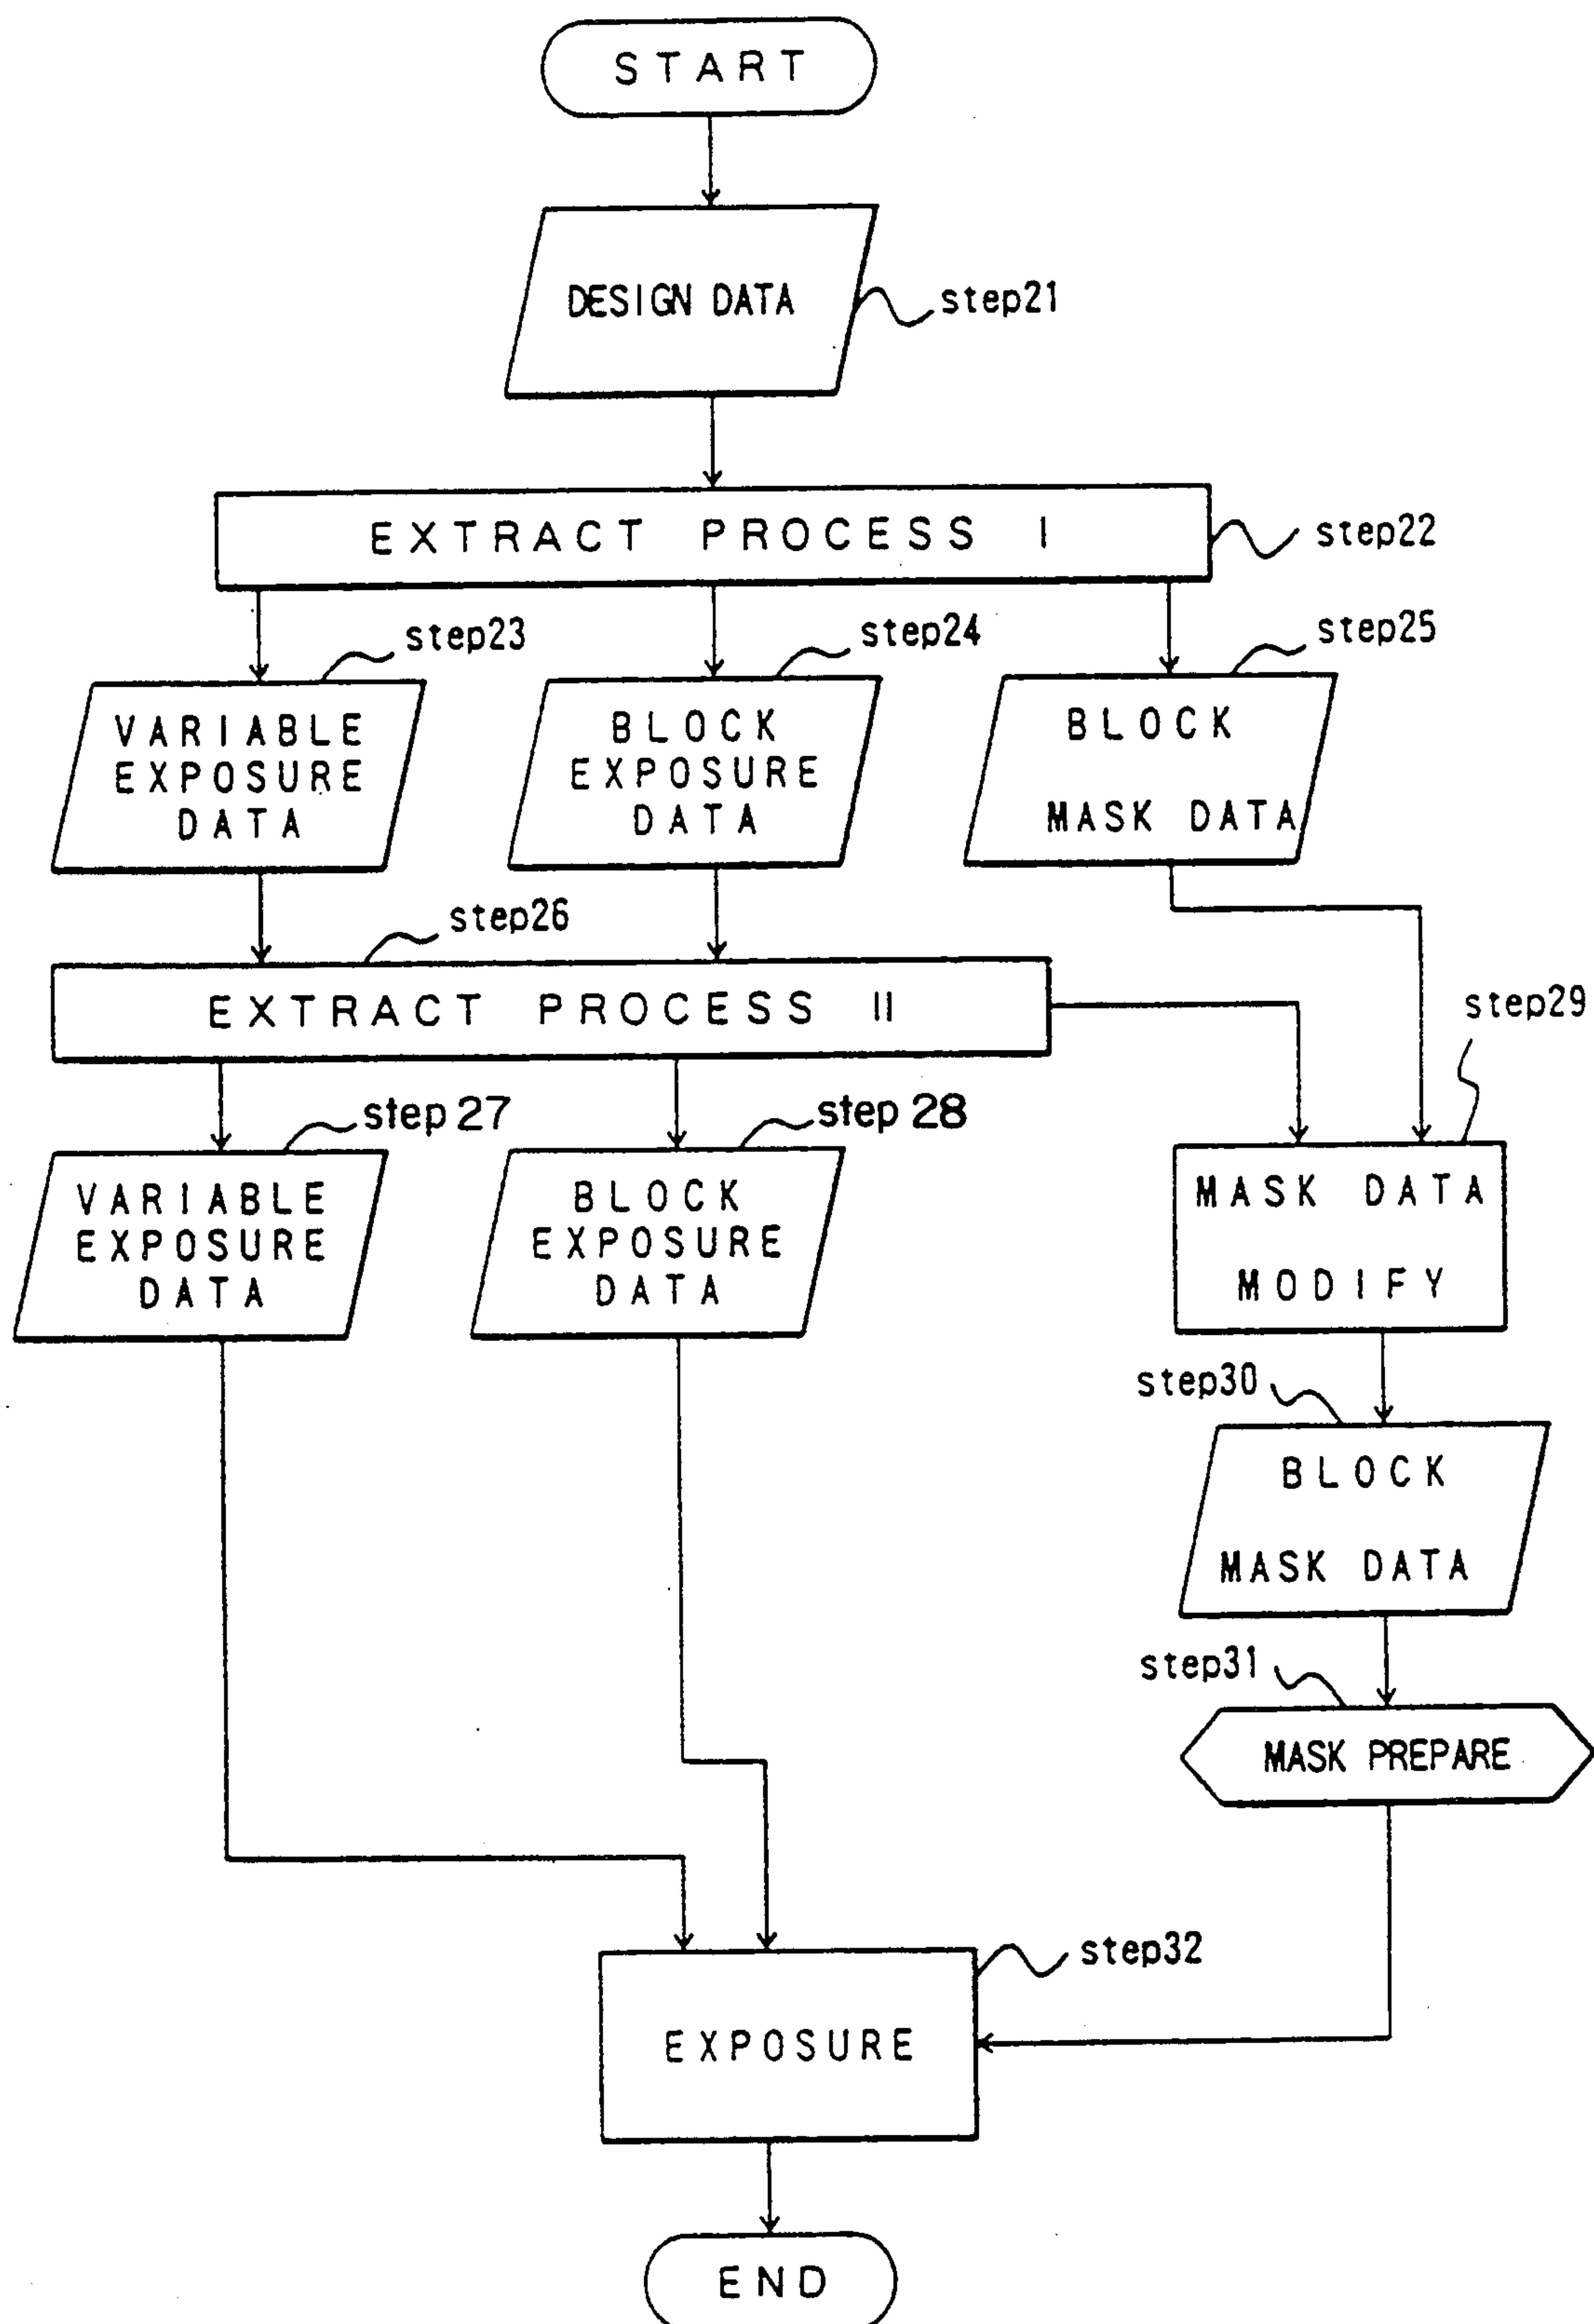 START
DESIGN DATA
step21
EXTRACT PROCESS I
step22
step23
step24
step25
VARIABLE
EXPOSURE
DATA
BLOCK
EXPOSURE
DATA
BLOCK
MASK DATA
step26
EXTRACT PROCESS II
step29
step 27
step 28
VARIABLE
EXPOSURE
DATA
BLOCK
EXPOSURE
DATA
MASK DATA
MODIFY
step30
BLOCK
MASK DATA
step31
MASK PREPARE
step32
EXPOSURE
END